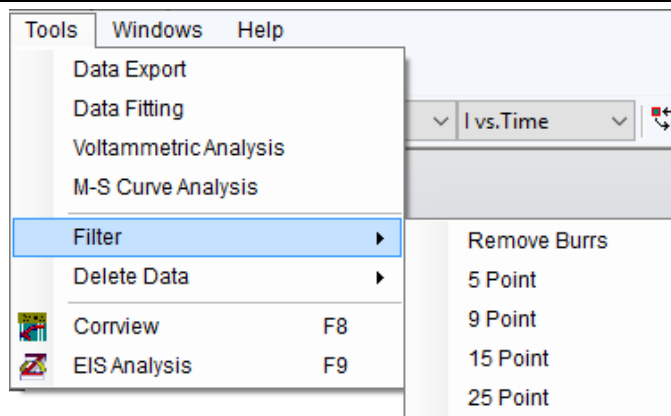 Tools Windows Help
Data Export
Data Fitting
I vs.Time
Voltammetric Analysis
M-S Curve Analysis
Filter
Remove Burrs
Delete Data
5 Point
9 Point
Corrview F8
15 Point
EIS Analysis F9
25 Point